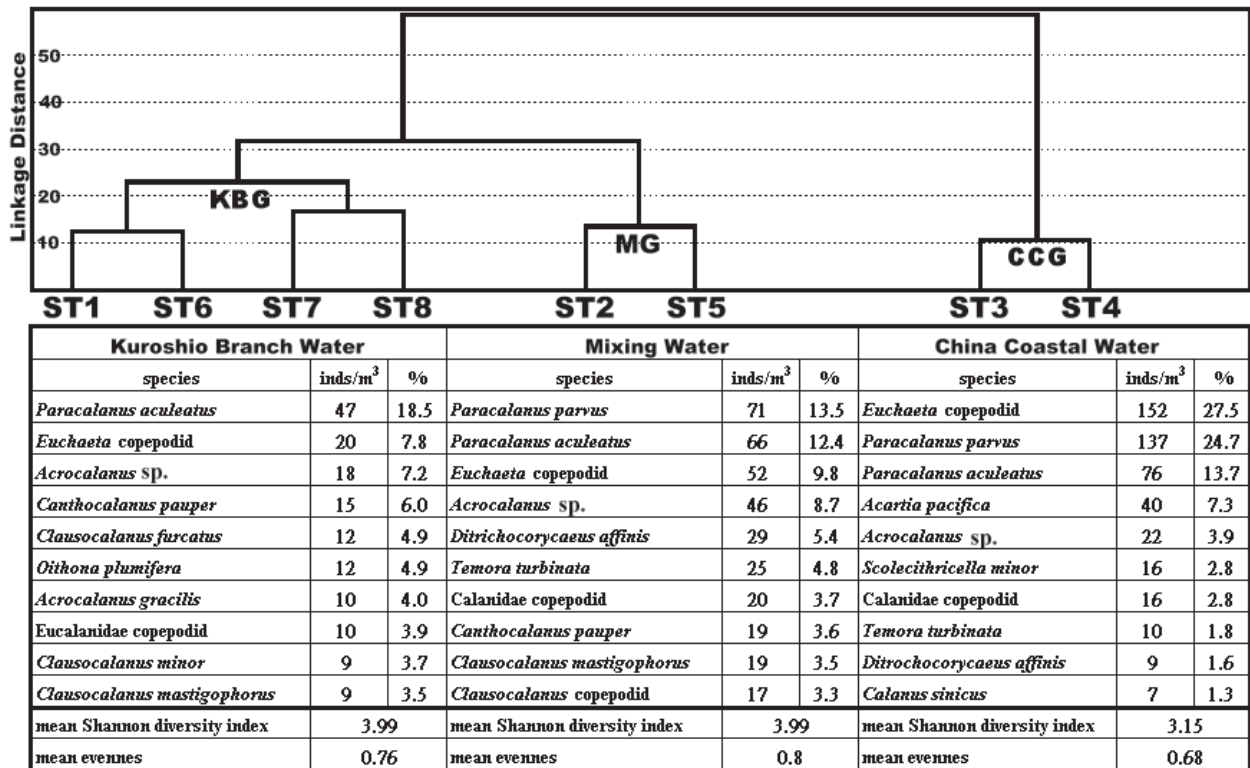 Linkage Distance
50
40
30
20
10
KBG
MG
CCG
ST1 ST6 ST7 ST8 ST2 ST5 ST3 ST4
Kuroshio Branch Water Mixing Water China Coastal Water
species inds/m³ % species inds/m³ % species inds/m³ %
Paracalanus aculeatus 47 18.5 Paracalanus parvus 71 13.5 Euchaeta copepodid 152 27.5
Euchaeta copepodid 20 7.8 Paracalanus aculeatus 66 12.4 Paracalanus parvus 137 24.7
Acrocalanus sp. 18 7.2 Euchaeta copepodid 52 9.8 Paracalanus aculeatus 76 13.7
Canthocalanus pauper 15 6.0 Acrocalanus sp. 46 8.7 Acartia pacifica 40 7.3
Clausocalanus furcatus 12 4.9 Ditrichocorycaeus affinis 29 5.4 Acrocalanus sp. 22 3.9
Oithona plumifera 12 4.9 Temora turbinata 25 4.8 Scolecithricella minor 16 2.8
Acrocalanus gracilis 10 4.0 Calanidae copepodid 20 3.7 Calanidae copepodid 16 2.8
Eucalanidae copepodid 10 3.9 Canthocalanus pauper 19 3.6 Temora turbinata 10 1.8
Clausocalanus minor 9 3.7 Clausocalanus mastigophorus 19 3.5 Ditrochocorycaeus affinis 9 1.6
Clausocalanus mastigophorus 9 3.5 Clausocalanus copepodid 17 3.3 Calanus sinicus 7 1.3
mean Shannon diversity index 3.99 mean Shannon diversity index 3.99 mean Shannon diversity index 3.15
mean evennes 0.76 mean evennes 0.8 mean evennes 0.68